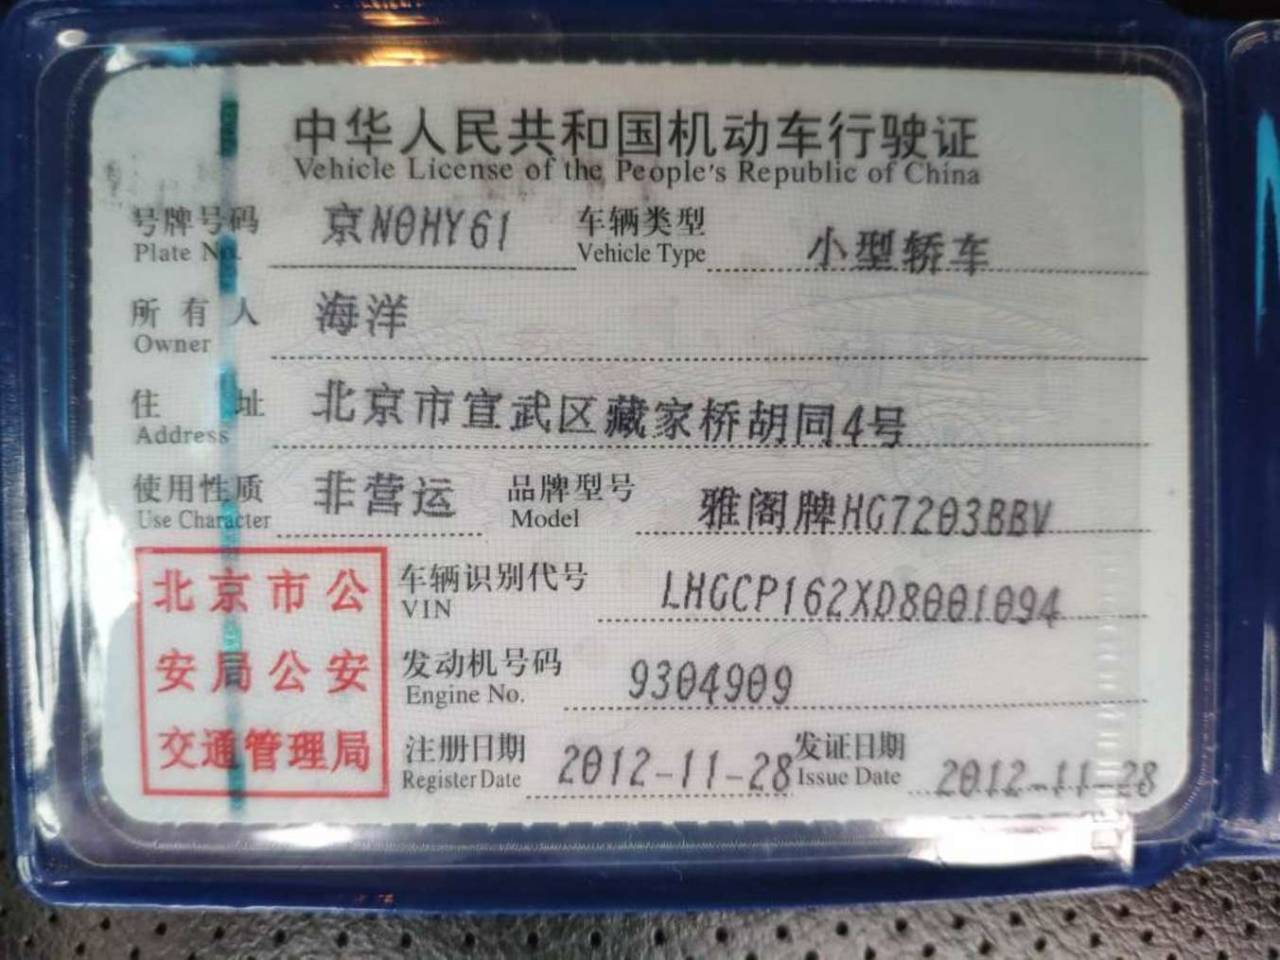 中华人民共和国机动车行驶证
Vehicle License of the People's Republic of China
号牌号码 京N0HY61 车辆类型 小型轿车
Plate No. Vehicle Type
所有人 海洋
Owner
住址 北京市宣武区藏家桥胡同4号
Address
使用性质 非营运 品牌型号 雅阁牌HG7203BBV
Use Character Model
北京市公
安局公安
交通管理局
车辆识别代号 LHGCP162XD8001094
VIN
发动机号码 9304909
Engine No.
注册日期 2012-11-28 发证日期 2012-11-28
Register Date Issue Date